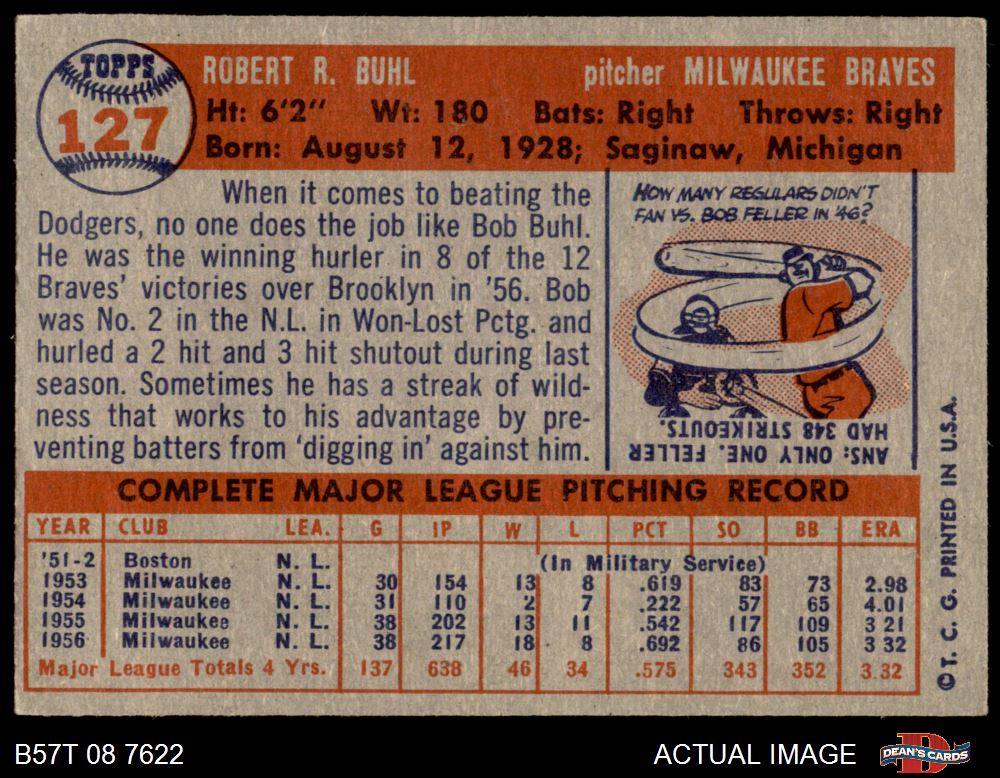 TOPPS
127
ROBERT R. BUHL pitcher MILWAUKEE BRAVES
Ht: 6'2" Wt: 180 Bats: Right Throws: Right
Born: August 12, 1928; Saginaw, Michigan
When it comes to beating the
Dodgers, no one does the job like Bob Buhl.
He was the winning hurler in 8 of the 12
Braves' victories over Brooklyn in '56. Bob
was No. 2 in the N.L. in Won-Lost Pctg. and
hurled a 2 hit and 3 hit shutout during last
season. Sometimes he has a streak of wild-
ness that works to his advantage by pre-
venting batters from 'digging in' against him.
HOW MANY REGULARS DIDN'T
FAN VS. BOB FELLER IN '46?
ANS: ONLY ONE. FELLER
HAD 348 STRIKEOUTS.
COMPLETE MAJOR LEAGUE PITCHING RECORD
YEAR CLUB LEA. G IP W L PCT SO BB ERA
'51-2 Boston N. L. (In Military Service)
1953 Milwaukee N. L. 30 154 13 8 .619 83 73 2.98
1954 Milwaukee N. L. 31 110 2 7 .222 57 65 4.01
1955 Milwaukee N. L. 38 202 13 11 .542 117 109 3 21
1956 Milwaukee N. L. 38 217 18 8 .692 86 105 3 32
Major League Totals 4 Yrs. 137 638 46 34 .575 343 352 3.32
© T. C. G. PRINTED IN U.S.A.
B57T 08 7622 ACTUAL IMAGE
DEAN'S CARDS